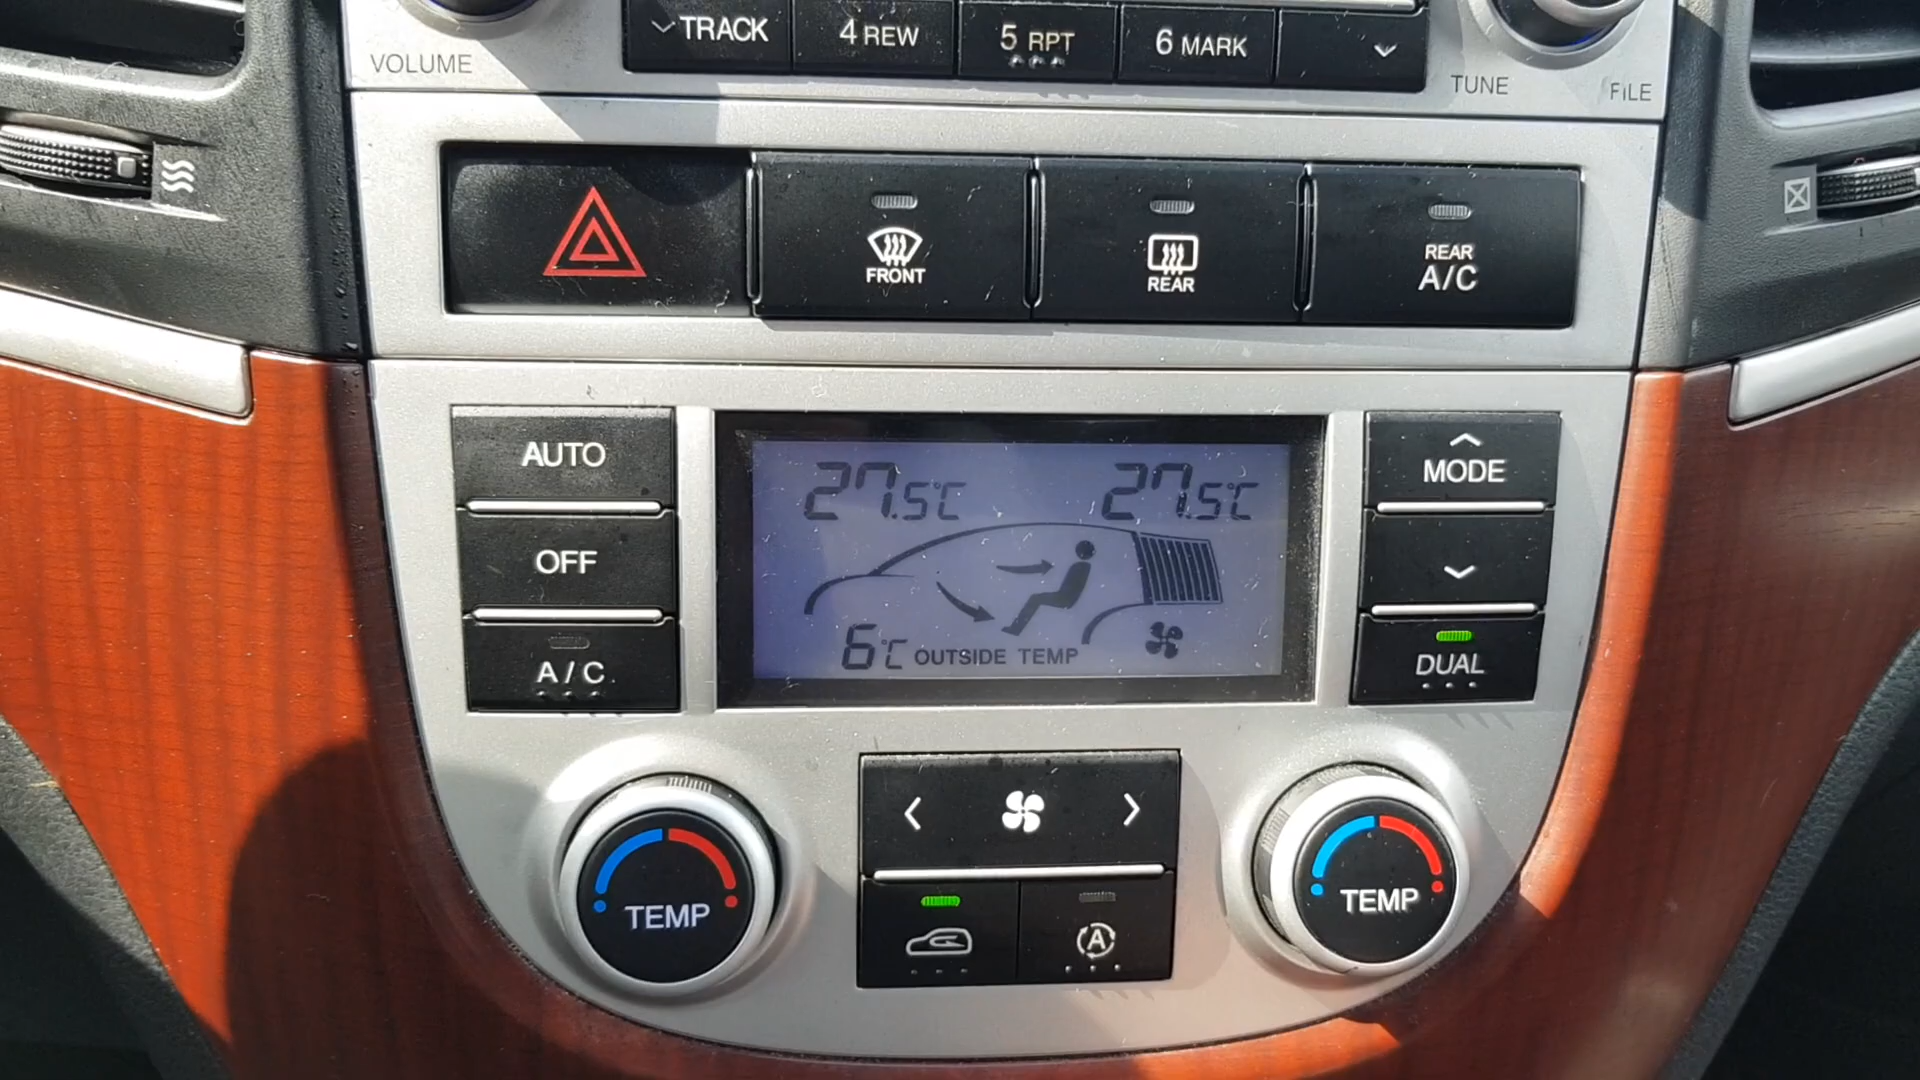 TRACK
4 REW
5 RPT
6 MARK
VOLUME
TUNE
FILE
FRONT
REAR
REAR
A/C
AUTO
OFF
A/C
27.5°C
27.5°C
6°C OUTSIDE TEMP
MODE
DUAL
TEMP
A
TEMP